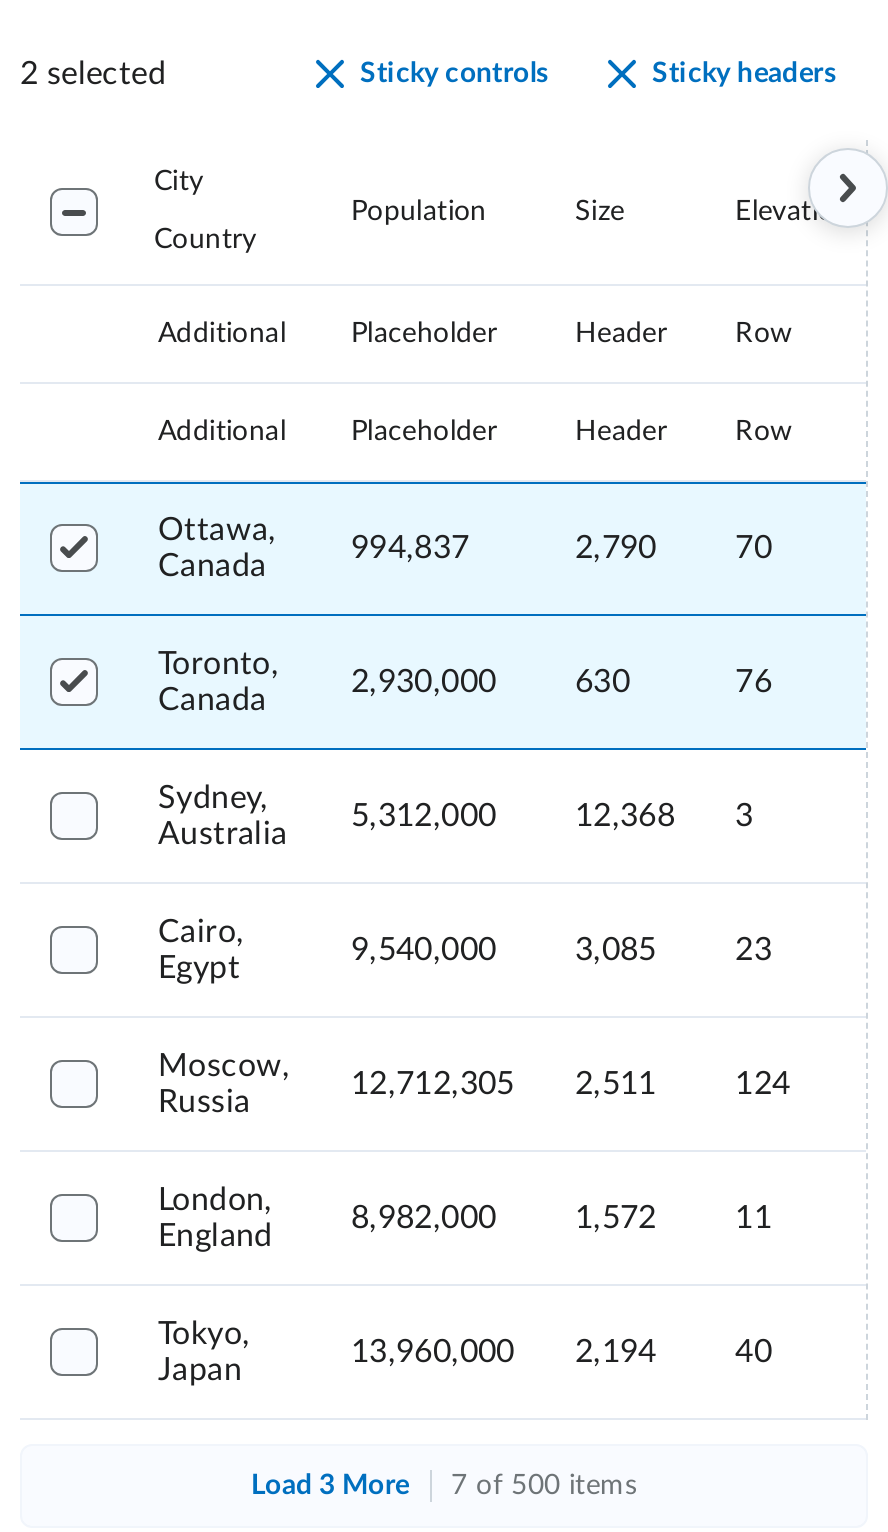 2 selected Sticky controls Sticky headers
City
Country Population Size Elevati
Additional Placeholder Header Row
Additional Placeholder Header Row
Ottawa,
Canada 994,837 2,790 70
Toronto,
Canada 2,930,000 630 76
Sydney,
Australia 5,312,000 12,368 3
Cairo,
Egypt 9,540,000 3,085 23
Moscow,
Russia 12,712,305 2,511 124
London,
England 8,982,000 1,572 11
Tokyo,
Japan 13,960,000 2,194 40
Load 3 More 7 of 500 items